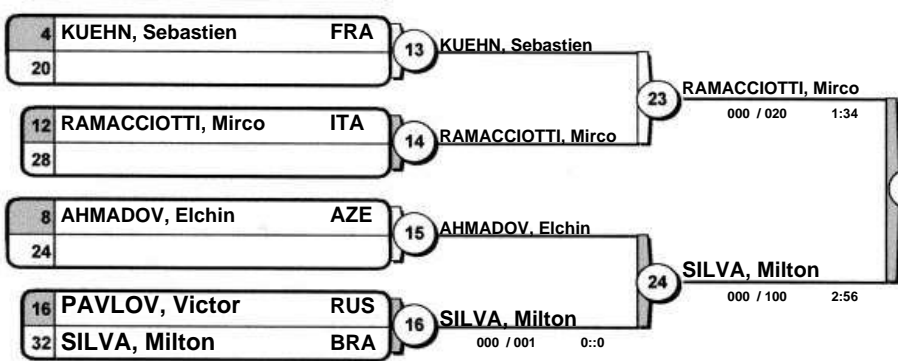 4 KUEHN, Sebastien FRA
20
13 KUEHN, Sebastien
12 RAMACCIOTTI, Mirco ITA
28
14 RAMACCIOTTI, Mirco
23 RAMACCIOTTI, Mirco
000 / 020 1:34
8 AHMADOV, Elchin AZE
24
15 AHMADOV, Elchin
16 PAVLOV, Victor RUS
32 SILVA, Milton BRA
16 SILVA, Milton
000 / 001 0::0
24 SILVA, Milton
000 / 100 2:56